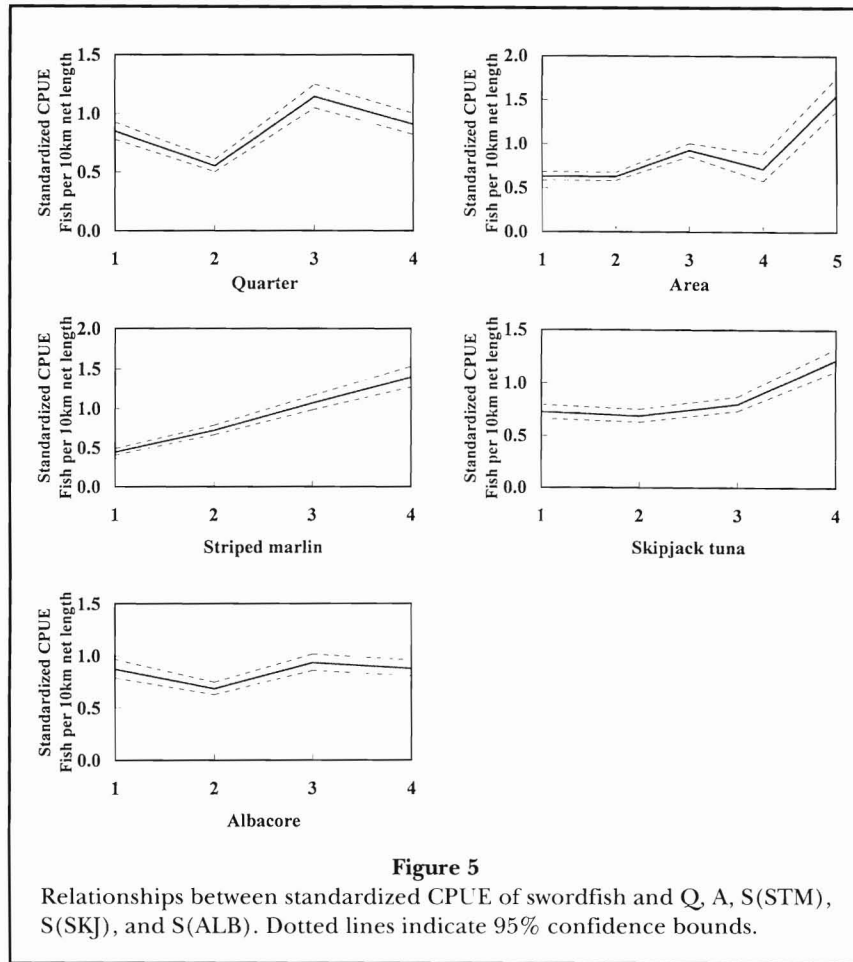 Standardized CPUE
Fish per 10km net length
1.5
1.0
0.5
0.0
1 2 3 4
Quarter
Standardized CPUE
Fish per 10km net length
2.0
1.5
1.0
0.5
0.0
1 2 3 4 5
Area
Standardized CPUE
Fish per 10km net length
2.0
1.5
1.0
0.5
0.0
1 2 3 4
Striped marlin
Standardized CPUE
Fish per 10km net length
1.5
1.0
0.5
0.0
1 2 3 4
Skipjack tuna
Standardized CPUE
Fish per 10km net length
1.5
1.0
0.5
0.0
1 2 3 4
Albacore
Figure 5
Relationships between standardized CPUE of swordfish and Q, A, S(STM),
S(SKJ), and S(ALB). Dotted lines indicate 95% confidence bounds.